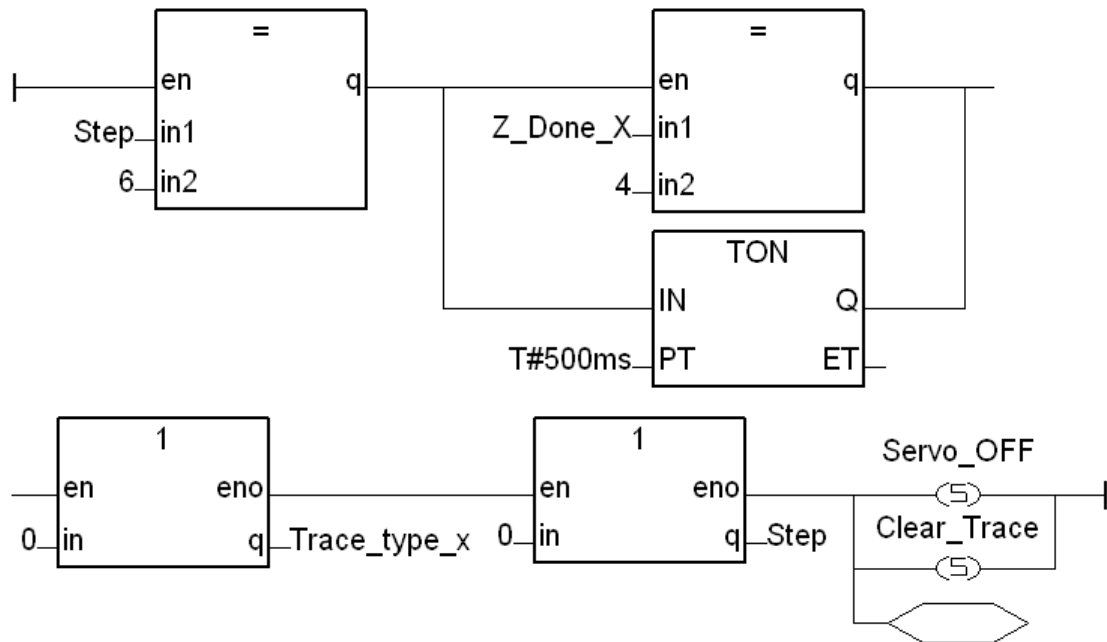 = =
en q en q
Step in1 Z_Done_X in1
6 in2 4 in2
TON
IN Q
T#500ms PT ET
1 1
Servo_OFF
en eno en eno
S
Clear_Trace
0 in q Trace_type_x 0 in q Step
S